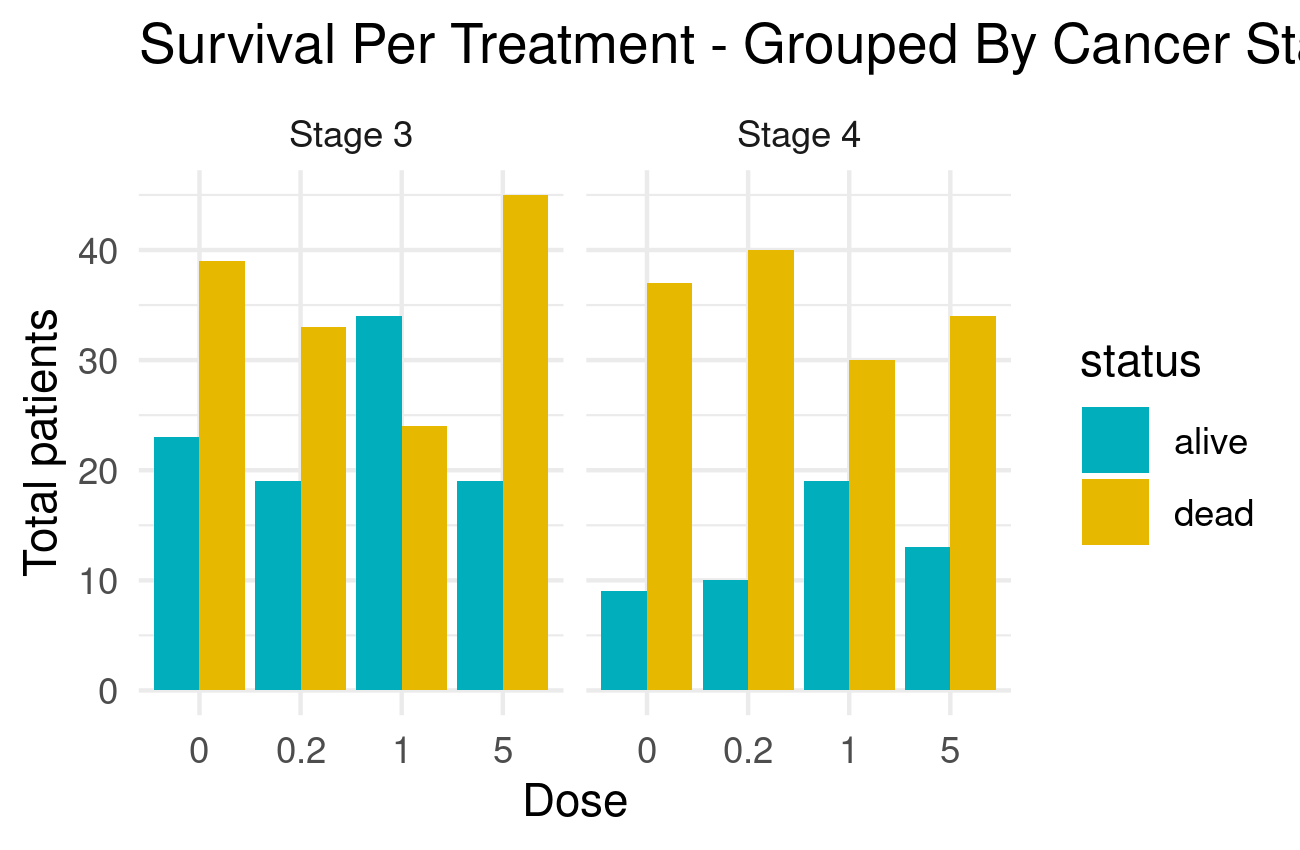 Survival Per Treatment - Grouped By Cancer
Stage 3 Stage 4
Total patients
40
30
20
10
0
0 0.2 1 5 0 0.2 1 5
Dose
status
alive
dead